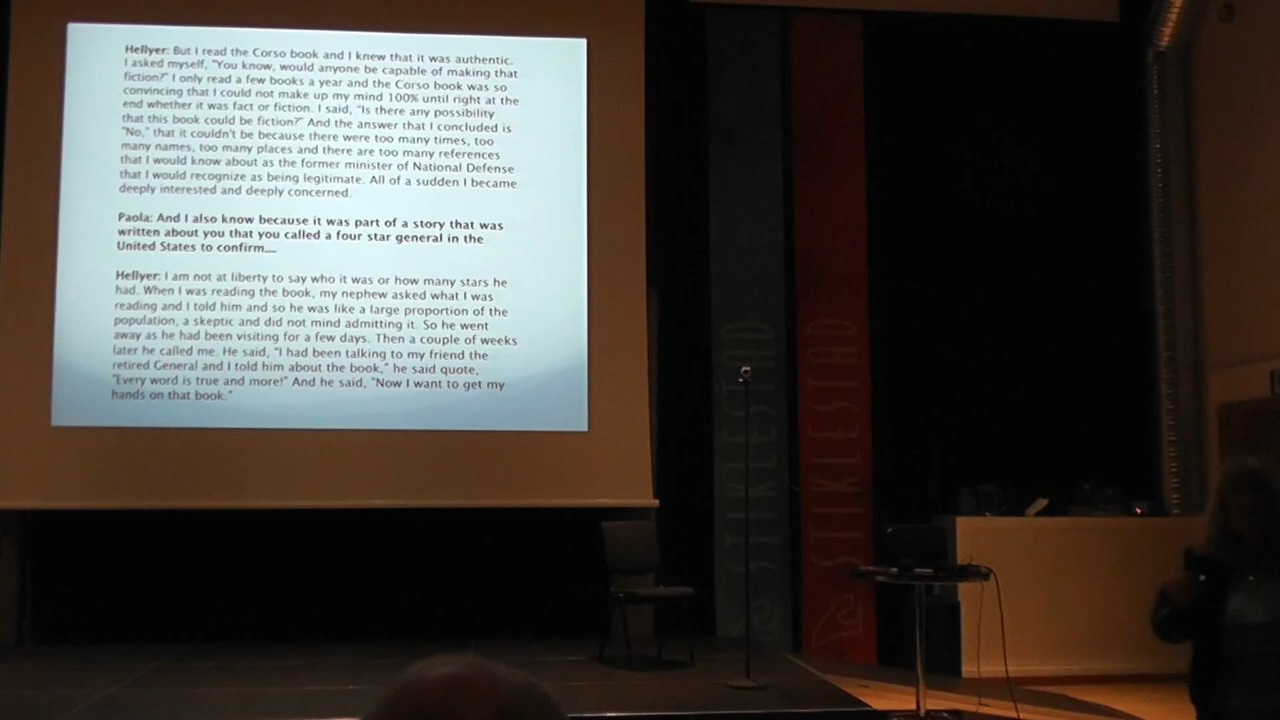 Hellyer: But I read the Corso book and I knew that it was authentic.
I asked myself, "You know, would anyone be capable of making that
fiction?" I only read a few books a year and the Corso book was so
convincing that I could not make up my mind 100% until right at the
end whether it was fact or fiction. I said, "Is there any possibility
that this book could be fiction?" And the answer that I concluded is
"No," that it couldn't be because there were too many times, too
many names, too many places and there are too many references
that I would know about as the former minister of National Defense
that I would recognize as being legitimate. All of a sudden I became
deeply interested and deeply concerned.
Paola: And I also know because it was part of a story that was
written about you that you called a four star general in the
United States to confirm....
Hellyer: I am not at liberty to say who it was or how many stars he
had. When I was reading the book, my nephew asked what I was
reading and I told him and so he was like a large proportion of the
population, a skeptic and did not mind admitting it. So he went
away as he had been visiting for a few days. Then a couple of weeks
later he called me. He said, "I had been talking to my friend the
retired General and I told him about the book," he said quote,
"Every word is true and more!" And he said, "Now I want to get my
hands on that book."
STIKLESTAD
STIKLESTAD